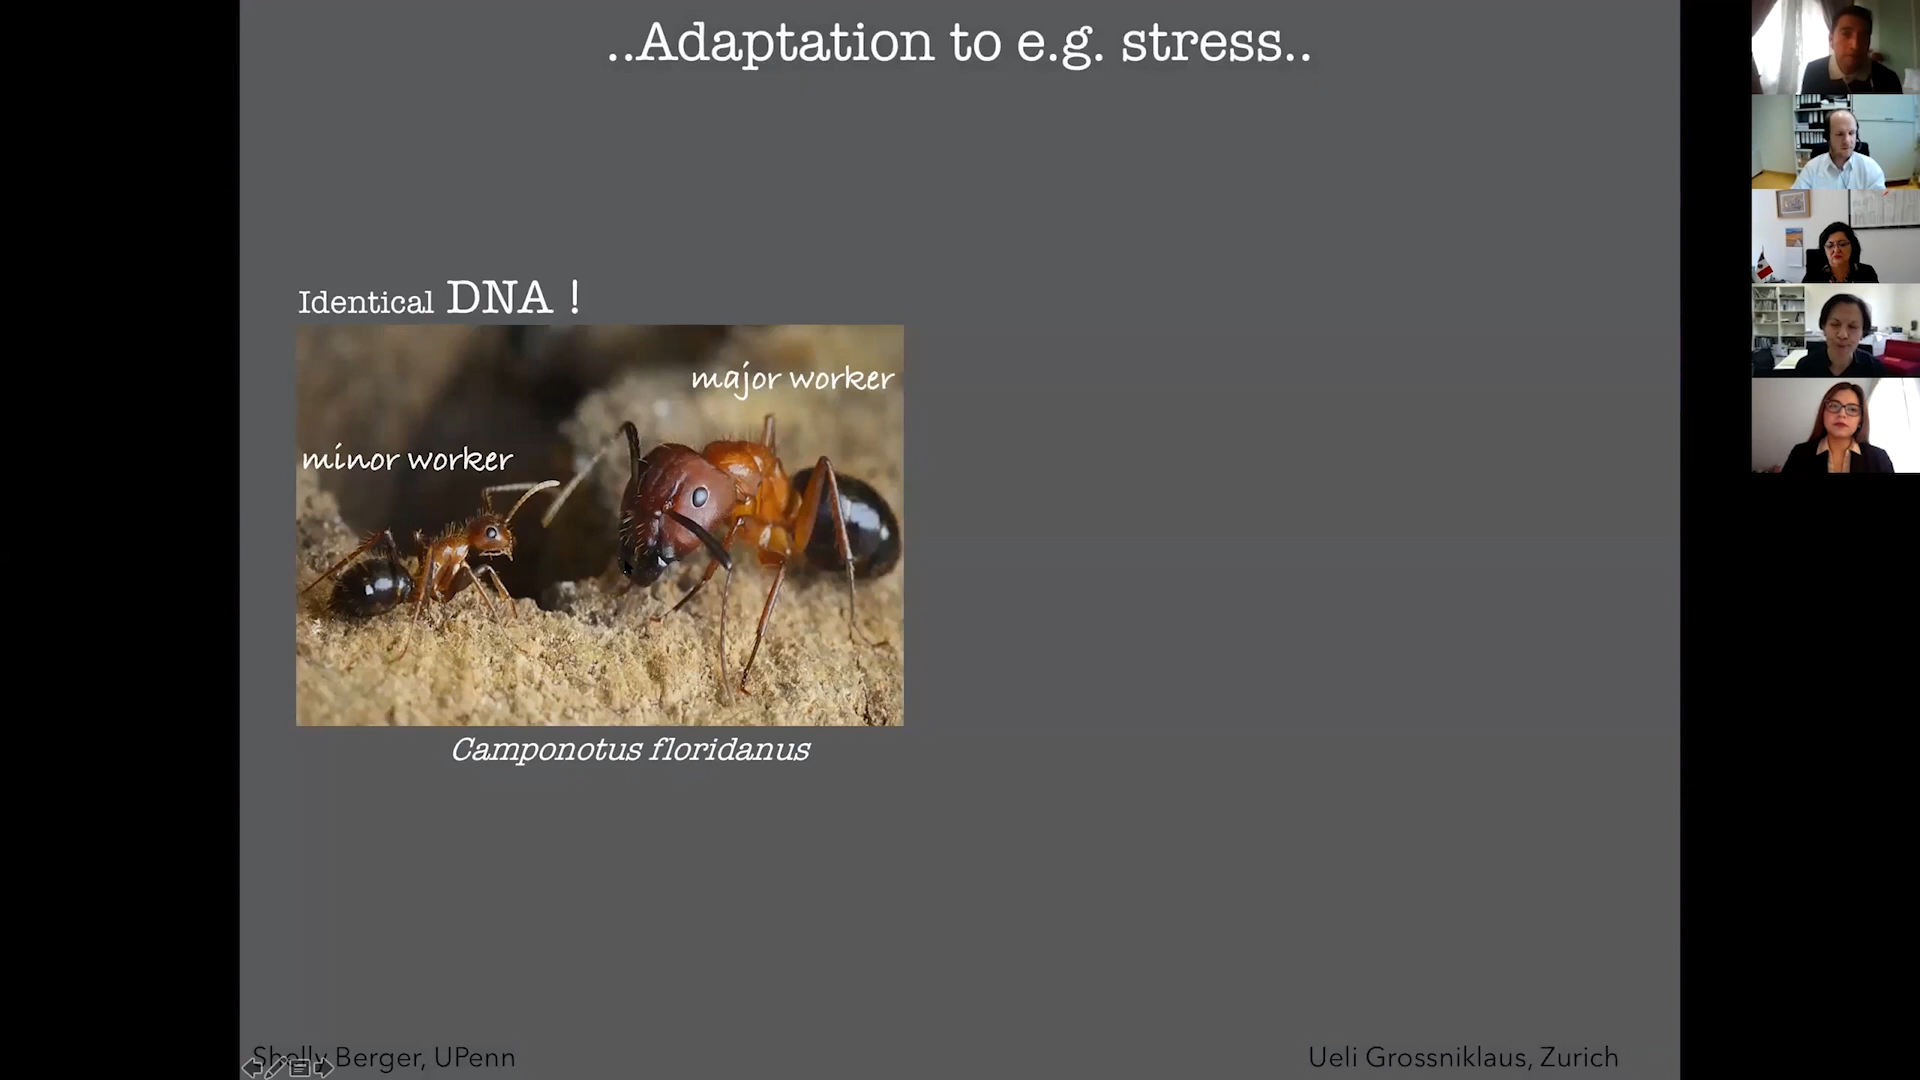 ..Adaptation to e.g. stress..
Identical DNA !
major worker
minor worker
Camponotus floridanus
Shelly Berger, UPenn
Ueli Grossniklaus, Zurich